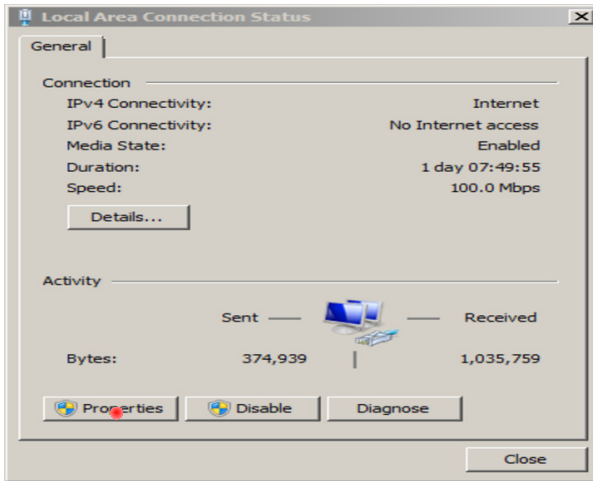 Local Area Connection Status
General
Connection
IPv4 Connectivity: Internet
IPv6 Connectivity: No Internet access
Media State: Enabled
Duration: 1 day 07:49:55
Speed: 100.0 Mbps
Details...
Activity
Sent Received
Bytes: 374,939 1,035,759
Properties Disable Diagnose
Close